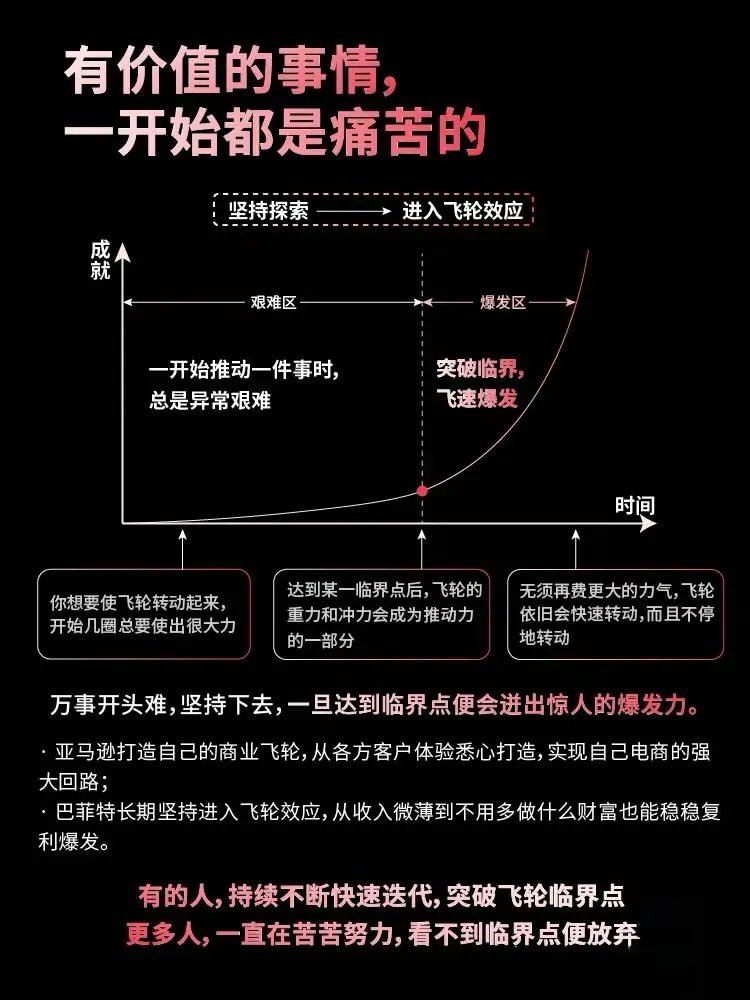 有价值的事情，
一开始都是痛苦的
坚持探索 进入飞轮效应
成就
艰难区
爆发区
一开始推动一件事时，
总是异常艰难
突破临界，
飞速爆发
时间
你想要使飞轮转动起来，
开始几圈总要使出很大力
达到某一临界点后，飞轮的
重力和冲力会成为推动力
的一部分
无须再费更大的力气，飞轮
依旧会快速转动，而且不停
地转动
万事开头难，坚持下去，一旦达到临界点便会迸出惊人的爆发力。
· 亚马逊打造自己的商业飞轮，从各方客户体验悉心打造，实现自己电商的强
大回路；
· 巴菲特长期坚持进入飞轮效应，从收入微薄到不用多做什么财富也能稳稳复
利爆发。
有的人，持续不断快速迭代，突破飞轮临界点
更多人，一直在苦苦努力，看不到临界点便放弃